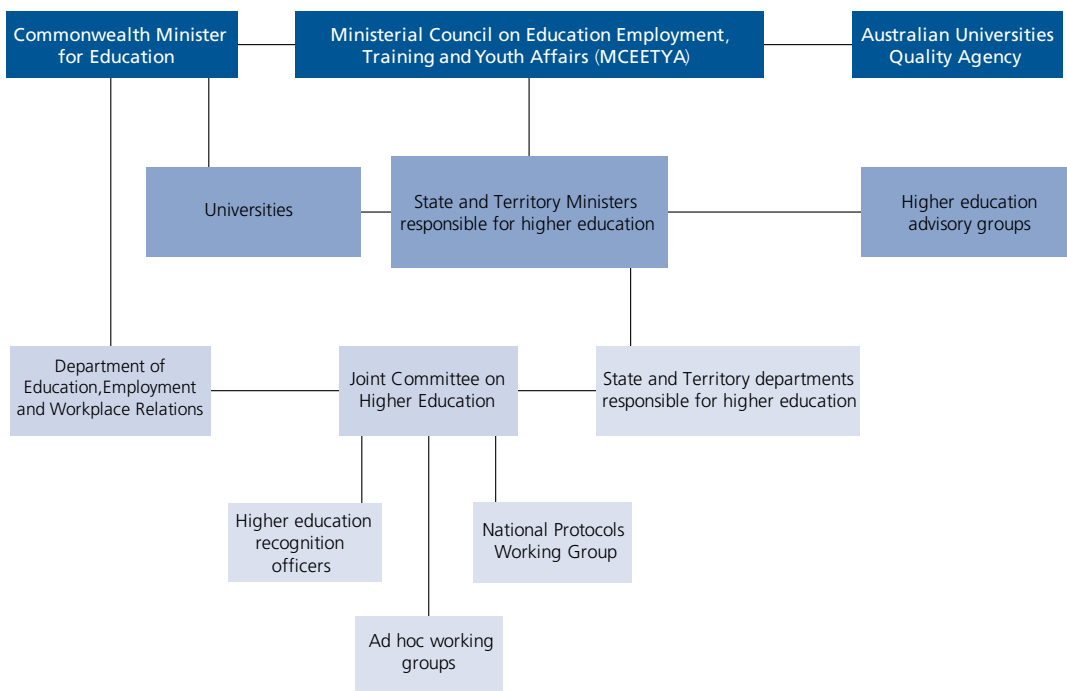 Commonwealth Minister
for Education
Ministerial Council on Education Employment,
Training and Youth Affairs (MCEETYA)
Australian Universities
Quality Agency
Universities
State and Territory Ministers
responsible for higher education
Higher education
advisory groups
Department of
Education,Employment
and Workplace Relations
Joint Committee on
Higher Education
State and Territory departments
responsible for higher education
Higher education
recognition
officers
National Protocols
Working Group
Ad hoc working
groups